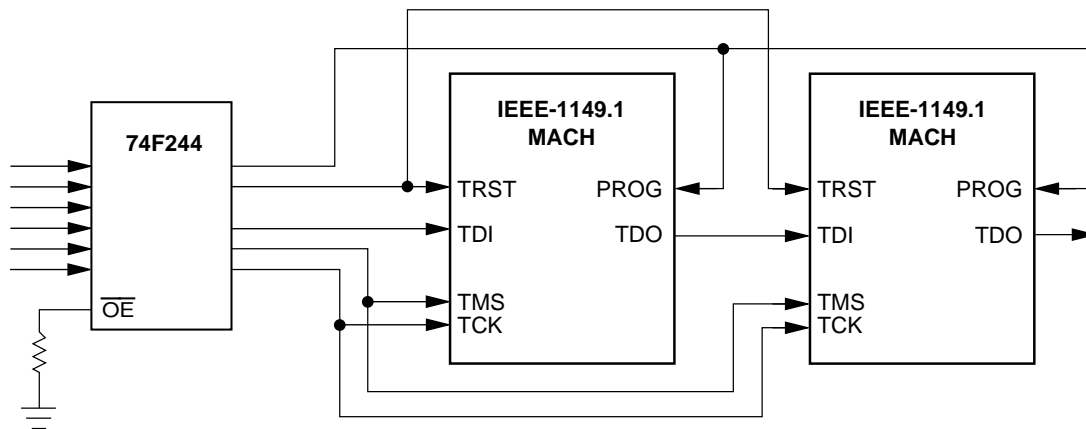 74F244
OE
IEEE-1149.1
MACH
TRST
PROG
TDI
TDO
TMS
TCK
IEEE-1149.1
MACH
TRST
PROG
TDI
TDO
TMS
TCK